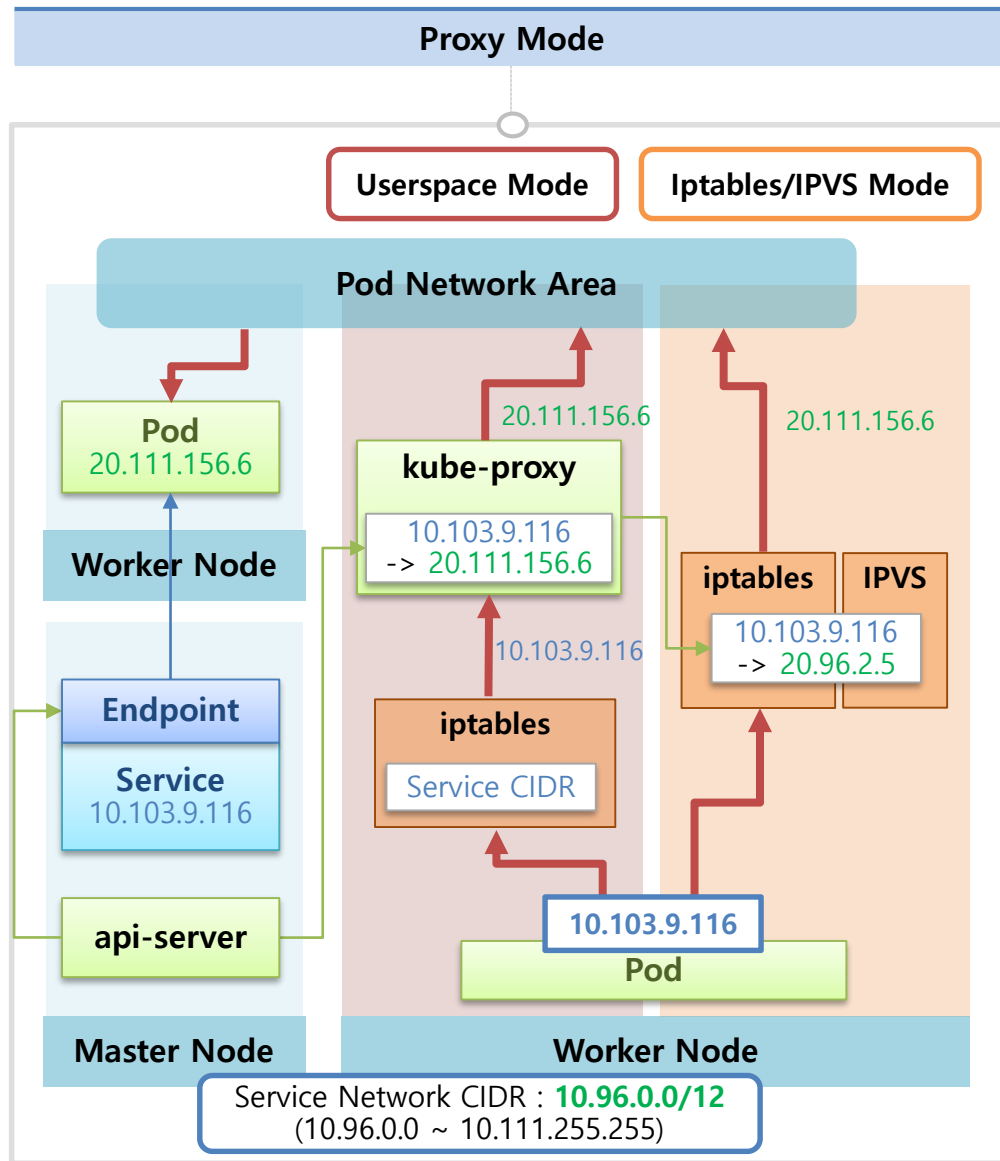 Proxy Mode
Userspace Mode
Iptables/IPVS Mode
Pod Network Area
Pod
20.111.156.6
Worker Node
Endpoint
Service
10.103.9.116
api-server
Master Node
20.111.156.6
kube-proxy
10.103.9.116
-> 20.111.156.6
10.103.9.116
iptables
Service CIDR
20.111.156.6
iptables
IPVS
10.103.9.116
-> 20.96.2.5
10.103.9.116
Pod
Worker Node
Service Network CIDR : 10.96.0.0/12
(10.96.0.0 ~ 10.111.255.255)